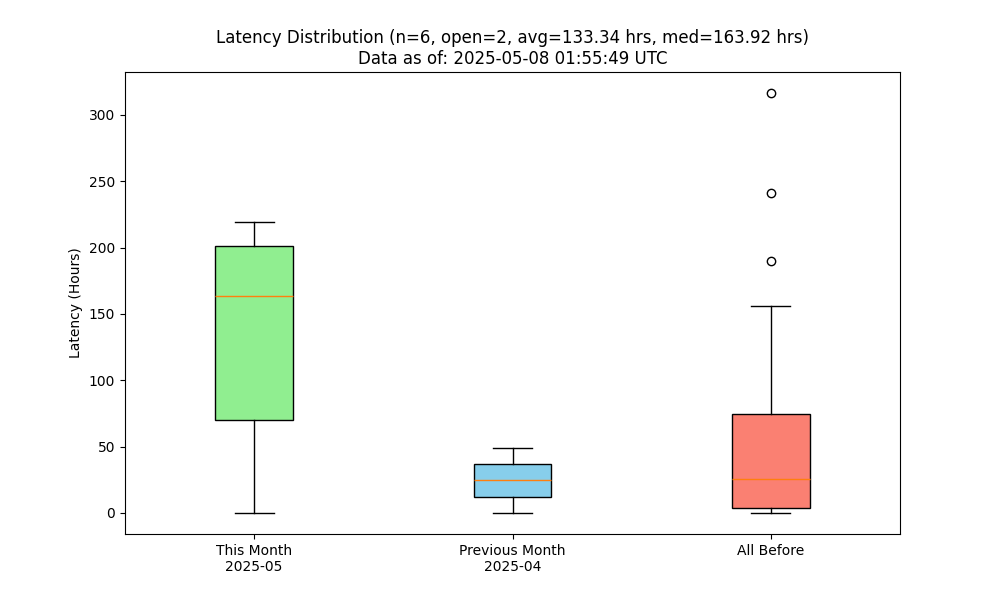 Latency Distribution (n=6, open=2, avg=133.34 hrs, med=163.92 hrs)
Data as of: 2025-05-08 01:55:49 UTC
Latency (Hours)
300
250
200
150
100
50
0
This Month
2025-05
Previous Month
2025-04
All Before